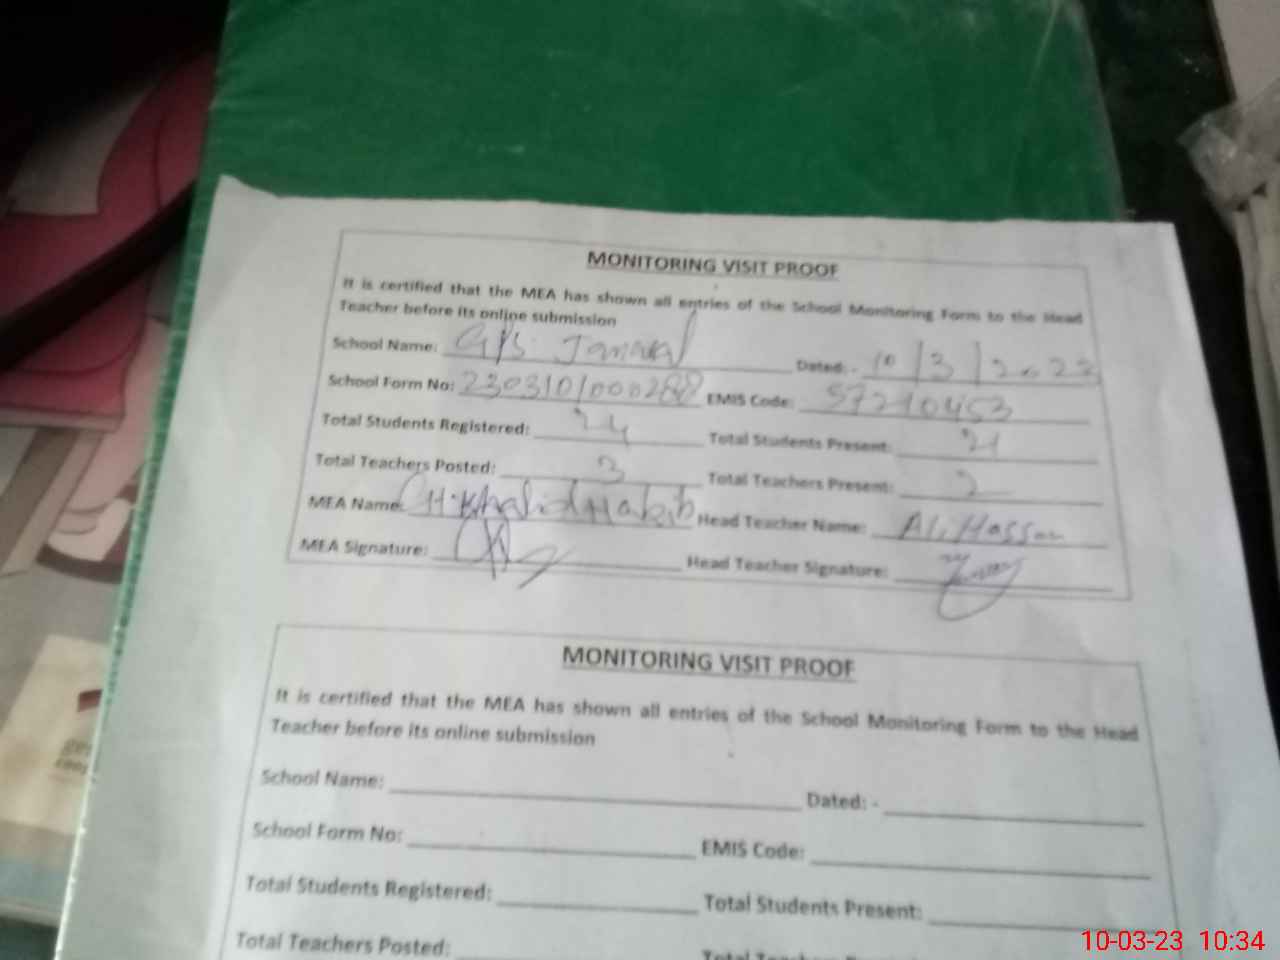 MONITORING VISIT PROOF
It is certified that the MEA has shown all entries of the School Monitoring Form to the Head
Teacher before its online submission
School Name: G/S Dated: - 10/3/2023
School Form No: EMIS Code: 57210453
Total Students Registered: 24 Total Students Present: 21
Total Teachers Posted: 3 Total Teachers Present: 2
MEA Name: CH. Khalid Habib Head Teacher Name: Ali Hassan
MEA Signature: Head Teacher Signature:
MONITORING VISIT PROOF
It is certified that the MEA has shown all entries of the School Monitoring Form to the Head
Teacher before its online submission
School Name: Dated: -
School Form No: EMIS Code:
Total Students Registered: Total Students Present:
Total Teachers Posted:
10-03-23 10:34